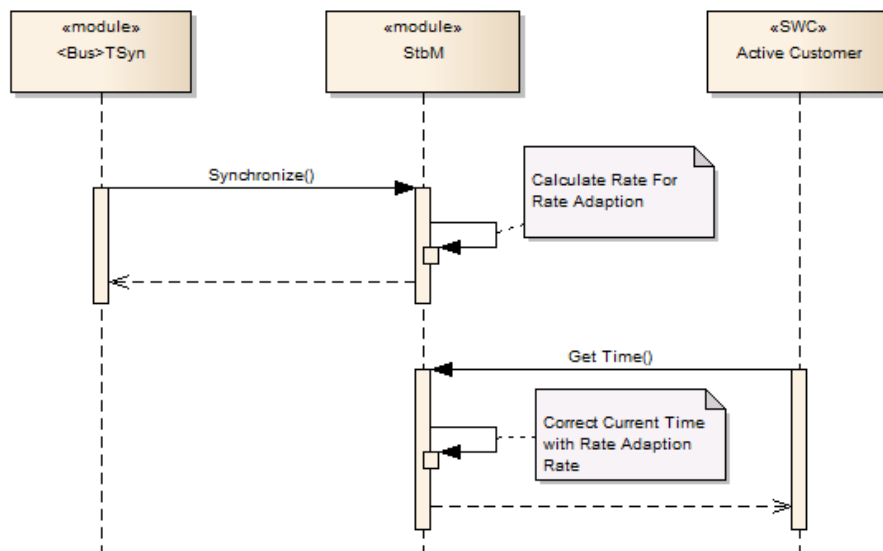 «module»
<Bus>TSyn
«module»
StbM
«SWC»
Active Customer
Synchronize()
Calculate Rate For
Rate Adaption
Get Time()
Correct Current Time
with Rate Adaption
Rate